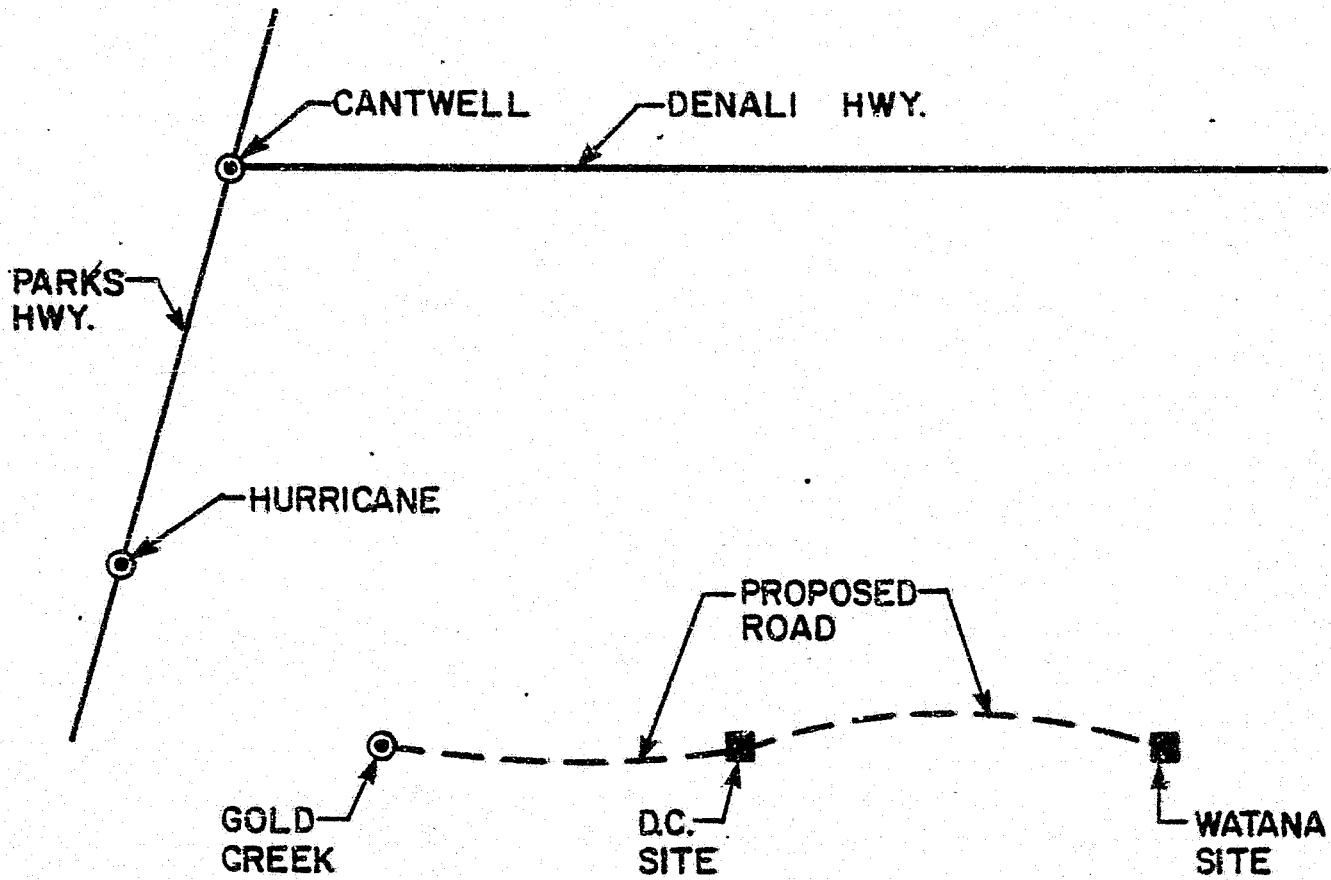 CANTWELL
DENALI HWY.
PARKS
HWY.
HURRICANE
PROPOSED
ROAD
GOLD
CREEK
D.C.
SITE
WATANA
SITE